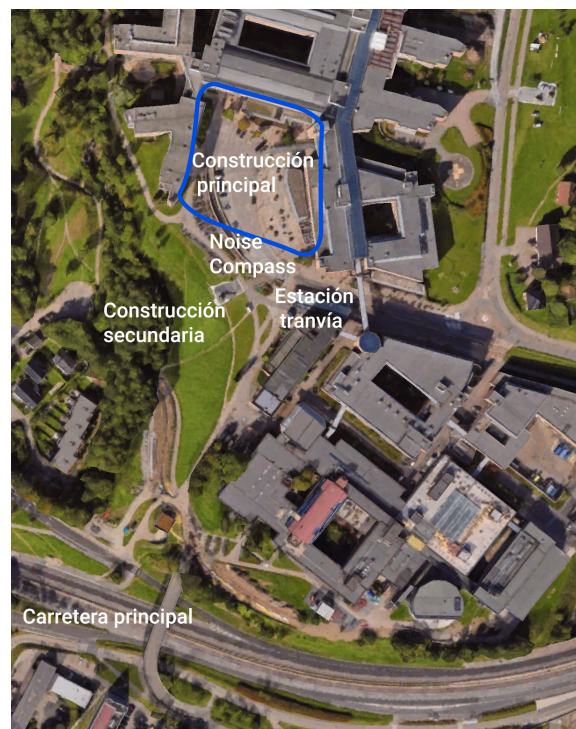 Construcción
principal
Noise
Compass
Estación
tranvía
Construcción
secundaria
Carretera principal